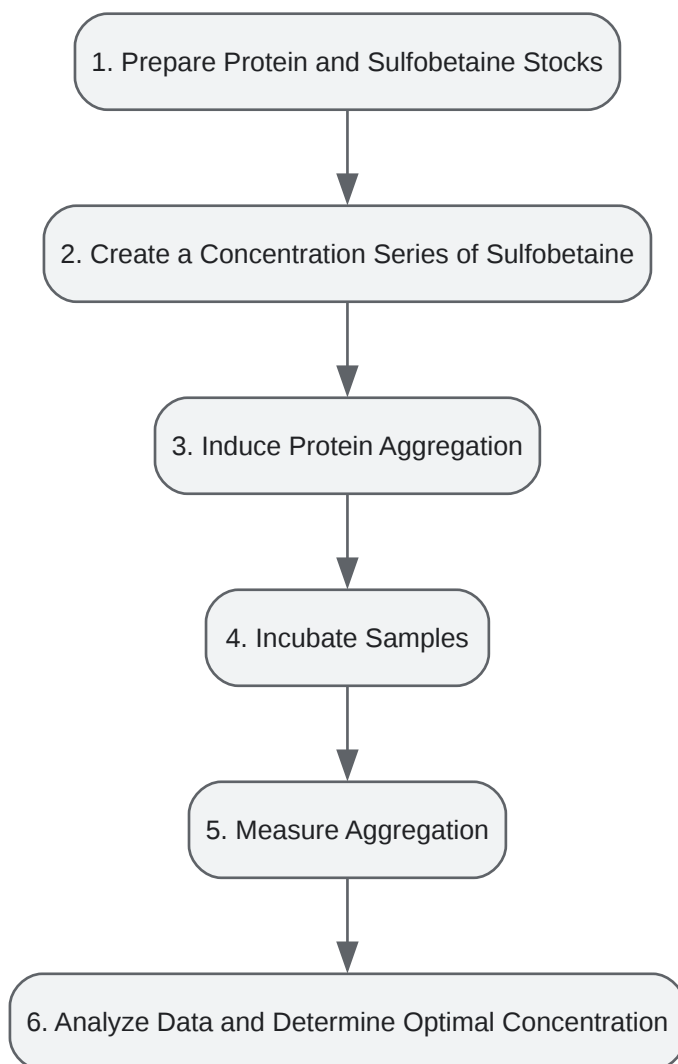 1. Prepare Protein and Sulfobetaine Stocks
2. Create a Concentration Series of Sulfobetaine
3. Induce Protein Aggregation
4. Incubate Samples
5. Measure Aggregation
6. Analyze Data and Determine Optimal Concentration